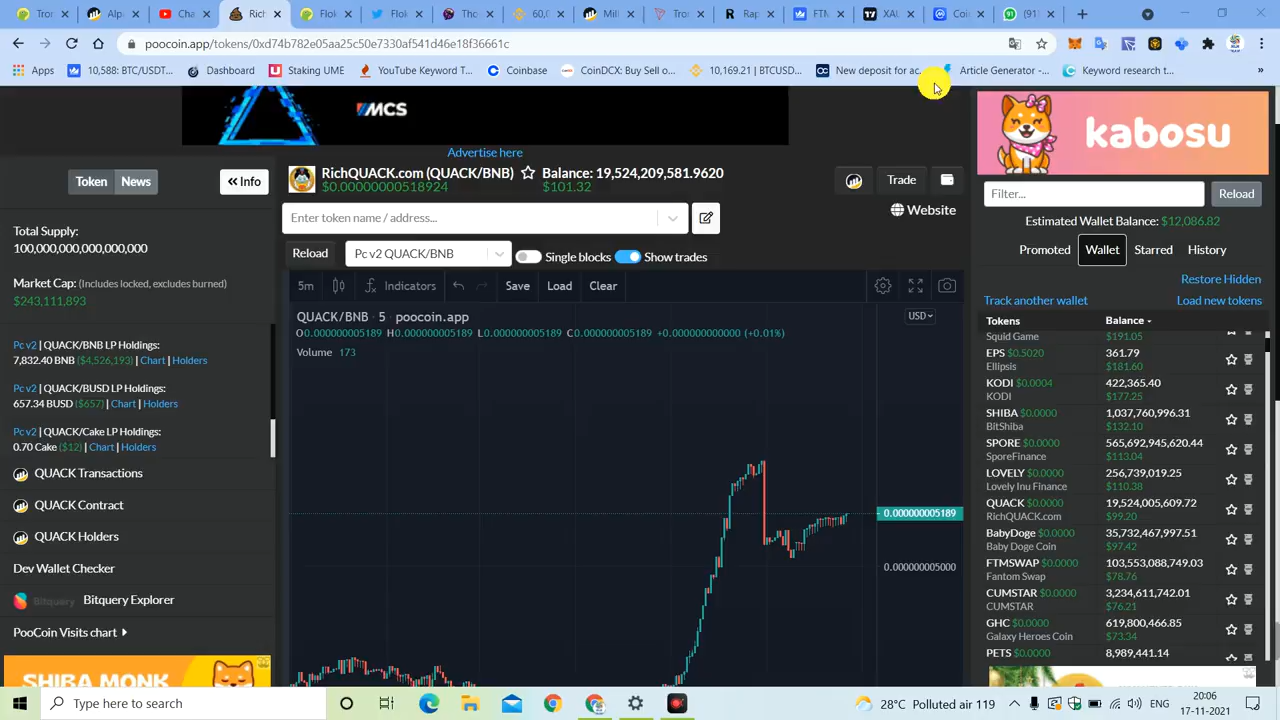 Cha
Alp
Rich
Twi
Flo
Tho
60,0
Mill
Tro
Rap
FTM
XAU
Coin
(91
poocoin.app/tokens/0xd74b782e05aa25c50e7330af541d46e18f36661c
Apps
10,588: BTC/USDT...
Dashboard
Staking UME
YouTube Keyword T...
Coinbase
CoinDCX: Buy Sell o...
10,169.21 | BTCUSD...
New deposit for ac...
Article Generator -...
Keyword research t...
MCS
Advertise here
kabosu
Token
News
Info
RichQUACK.com (QUACK/BNB)
Balance: 19,524,209,581.9620
$0.00000000518924
$101.32
Trade
Enter token name / address...
Website
Filter...
Reload
Estimated Wallet Balance: $12,086.82
Total Supply:
100,000,000,000,000,000
Market Cap: (Includes locked, excludes burned)
$243,111,893
Reload
Pc v2 QUACK/BNB
Single blocks
Show trades
Promoted
Wallet
Starred
History
Restore Hidden
Track another wallet
Load new tokens
5m
Indicators
Save
Load
Clear
QUACK/BNB · 5 poocoin.app
USD
O0.000000005189 H0.000000005189 L0.000000005189 C0.000000005189 +0.000000000000 (+0.01%)
Volume 173
0.000000005189
0.000000005000
Pc v2 | QUACK/BNB LP Holdings:
7,832.40 BNB ($4,526,193) | Chart | Holders
Pc v2 | QUACK/BUSD LP Holdings:
657.34 BUSD ($657) | Chart | Holders
Pc v2 | QUACK/Cake LP Holdings:
0.70 Cake ($12) | Chart | Holders
QUACK Transactions
QUACK Contract
QUACK Holders
Dev Wallet Checker
Bitquery
Bitquery Explorer
PooCoin Visits chart
SHIBA MONK
Tokens
Balance
Squid Game
$191.05
EPS $0.5020
361.79
Ellipsis
$181.60
KODI $0.0004
422,365.40
KODI
$177.25
SHIBA $0.0000
1,037,760,996.31
BitShiba
$132.10
SPORE $0.0000
565,692,945,620.44
SporeFinance
$113.04
LOVELY $0.0000
256,739,019.25
Lovely Inu Finance
$110.38
QUACK $0.0000
19,524,005,609.72
RichQUACK.com
$99.20
BabyDoge $0.0000
35,732,467,997.51
Baby Doge Coin
$97.42
FTMSWAP $0.0000
103,553,088,749.03
Fantom Swap
$78.76
CUMSTAR $0.0000
3,234,611,742.01
CUMSTAR
$76.21
GHC $0.0000
619,800,466.85
Galaxy Heroes Coin
$73.34
PETS $0.0000
8,989,441.14
Type here to search
28°C Polluted air 119
ENG
20:06
17-11-2021